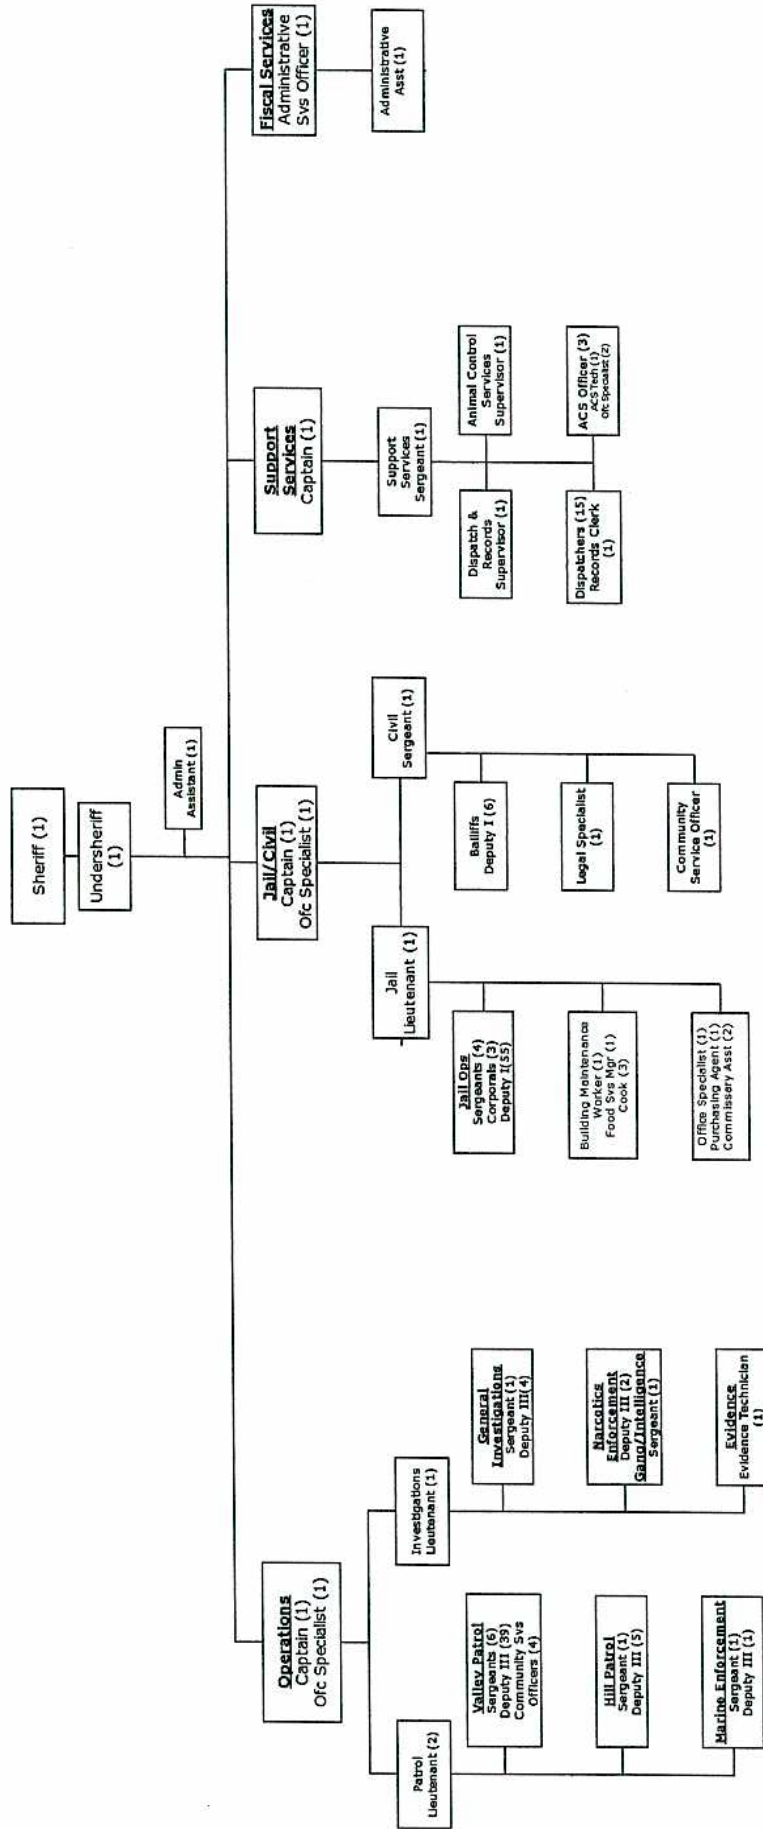 Sheriff (1)
Undersheriff
(1)
Admin
Assistant (1)
Operations
Captain (1)
Ofc Specialist (1)
Patrol
Lieutenant (2)
Valley Patrol
Sergeants (6)
Deputy III (39)
Community Svs
Officers (4)
Hill Patrol
Sergeant (1)
Deputy III (5)
Marine Enforcement
Sergeant (1)
Deputy III (1)
Investigations
Lieutenant (1)
General
Investigations
Sergeant (1)
Deputy III(4)
Narcotics
Enforcement
Deputy III (2)
Gang/Intelligence
Sergeant (1)
Evidence
Evidence Technician
(1)
Jail/Civil
Captain (1)
Ofc Specialist (1)
Jail
Lieutenant (1)
Jail Ops
Sergeants (4)
Corporals (3)
Deputy I(55)
Building Maintenance
Worker (1)
Food Svs Mgr (1)
Cook (3)
Office Specialist (1)
Purchasing Agent (1)
Commissary Asst (2)
Civil
Sergeant (1)
Bailiffs
Deputy I (6)
Legal Specialist
(1)
Community
Service Officer
(1)
Support
Services
Captain (1)
Support
Services
Sergeant (1)
Dispatch &
Records
Supervisor (1)
Animal Control
Services
Supervisor (1)
Dispatchers (15)
Records Clerk
(1)
ACS Officer (3)
ACS Tech (1)
Ofc Specialist (2)
Fiscal Services
Administrative
Svs Officer (1)
Administrative
Asst (1)